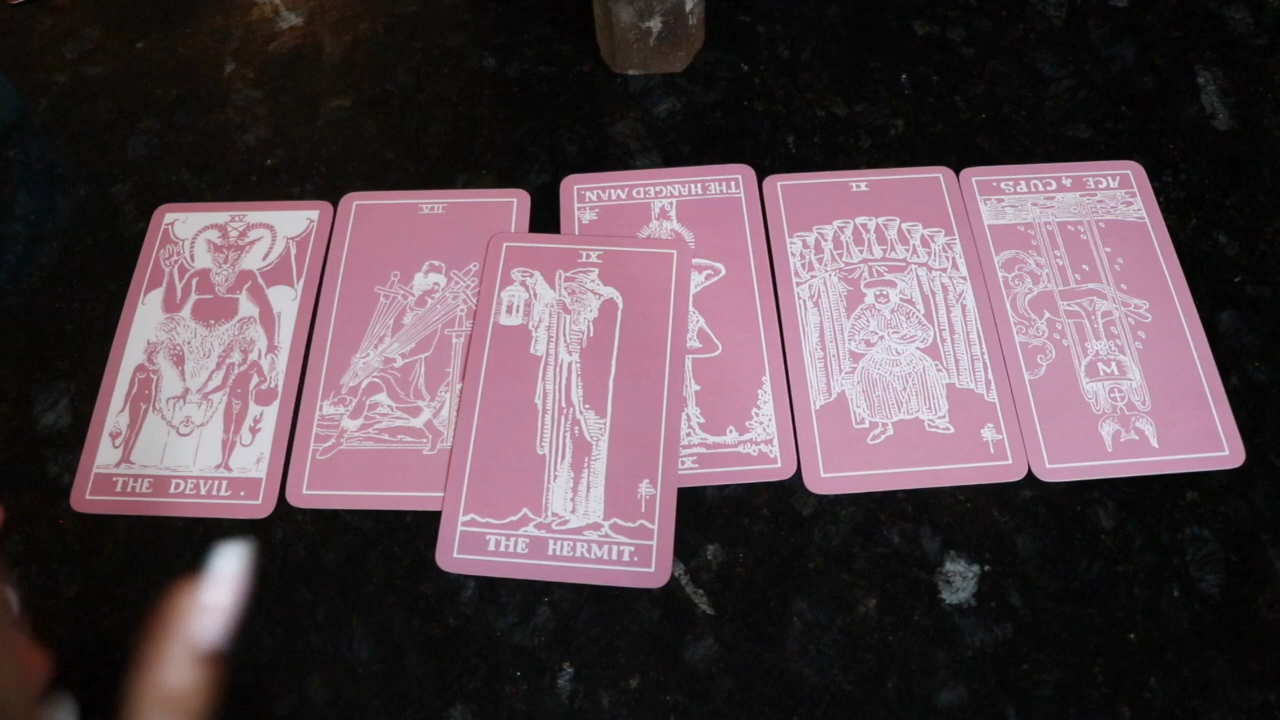 XV
THE DEVIL.
VII
IX
THE HERMIT.
THE HANGED MAN.
IX
ACE of CUPS.
W